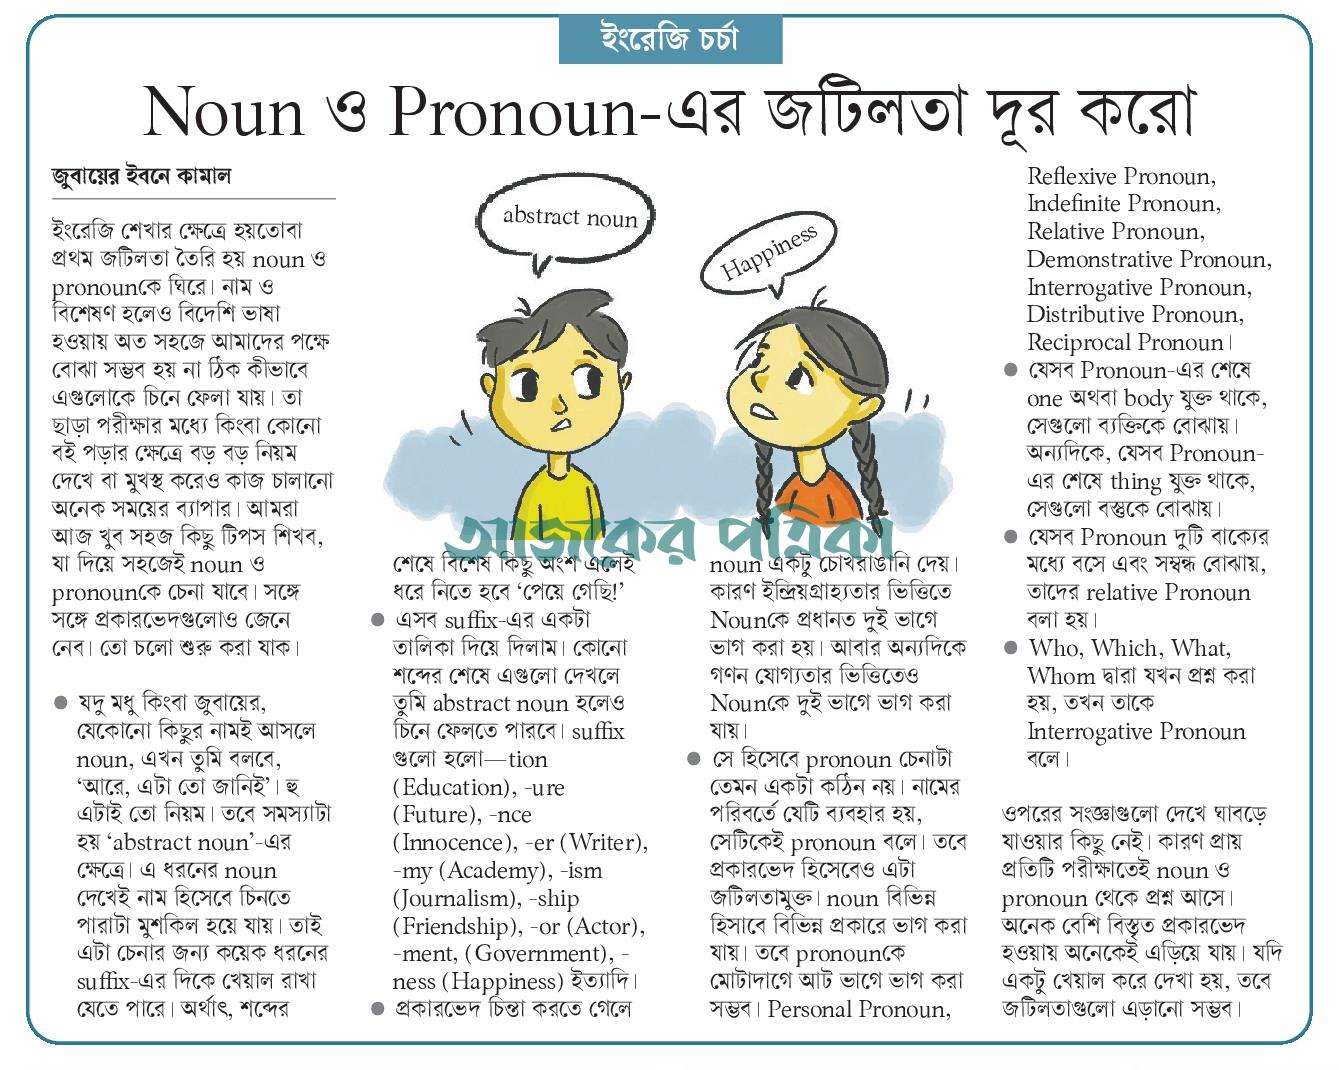 ইংরেজি চর্চা
Noun ও Pronoun-এর জটিলতা দূর করো
জুবায়ের ইবনে কামাল
ইংরেজি শেখার ক্ষেত্রে হয়তোবা
প্রথম জটিলতা তৈরি হয় noun ও
pronounকে ঘিরে। নাম ও
বিশেষণ হলেও বিদেশি ভাষা
হওয়ায় অত সহজে আমাদের পক্ষে
বোঝা সম্ভব হয় না ঠিক কীভাবে
এগুলোকে চিনে ফেলা যায়। তা
ছাড়া পরীক্ষার মধ্যে কিংবা কোনো
বই পড়ার ক্ষেত্রে বড় বড় নিয়ম
দেখে বা মুখস্থ করেও কাজ চালানো
অনেক সময়ের ব্যাপার। আমরা
আজ খুব সহজ কিছু টিপস শিখব,
যা দিয়ে সহজেই noun ও
pronounকে চেনা যাবে। সঙ্গে
সঙ্গে প্রকারভেদগুলোও জেনে
নেব। তো চলো শুরু করা যাক।
● যদু মধু কিংবা জুবায়ের,
যেকোনো কিছুর নামই আসলে
noun, এখন তুমি বলবে,
‘আরে, এটা তো জানিই’। হু
এটাই তো নিয়ম। তবে সমস্যাটা
হয় ‘abstract noun’-এর
ক্ষেত্রে। এ ধরনের noun
দেখেই নাম হিসেবে চিনতে
পারাটা মুশকিল হয়ে যায়। তাই
এটা চেনার জন্য কয়েক ধরনের
suffix-এর দিকে খেয়াল রাখা
যেতে পারে। অর্থাৎ, শব্দের
abstract noun
Happiness
আজকের পত্রিকা
শেষে বিশেষ কিছু অংশ এলেই
ধরে নিতে হবে ‘পেয়ে গেছি!’
● এসব suffix-এর একটা
তালিকা দিয়ে দিলাম। কোনো
শব্দের শেষে এগুলো দেখলে
তুমি abstract noun হলেও
চিনে ফেলতে পারবে। suffix
গুলো হলো—tion
(Education), -ure
(Future), -nce
(Innocence), -er (Writer),
-my (Academy), -ism
(Journalism), -ship
(Friendship), -or (Actor),
-ment, (Government), -
ness (Happiness) ইত্যাদি।
● প্রকারভেদ চিন্তা করতে গেলে
noun একটু চোখরাঙানি দেয়।
কারণ ইন্দ্রিয়গ্রাহ্যতার ভিত্তিতে
Nounকে প্রধানত দুই ভাগে
ভাগ করা হয়। আবার অন্যদিকে
গণন যোগ্যতার ভিত্তিতেও
Nounকে দুই ভাগে ভাগ করা
যায়।
● সে হিসেবে pronoun চেনাটা
তেমন একটা কঠিন নয়। নামের
পরিবর্তে যেটি ব্যবহার হয়,
সেটিকেই pronoun বলে। তবে
প্রকারভেদ হিসেবেও এটা
জটিলতামুক্ত। noun বিভিন্ন
হিসাবে বিভিন্ন প্রকারে ভাগ করা
যায়। তবে pronounকে
মোটাদাগে আট ভাগে ভাগ করা
সম্ভব। Personal Pronoun,
Reflexive Pronoun,
Indefinite Pronoun,
Relative Pronoun,
Demonstrative Pronoun,
Interrogative Pronoun,
Distributive Pronoun,
Reciprocal Pronoun।
● যেসব Pronoun-এর শেষে
one অথবা body যুক্ত থাকে,
সেগুলো ব্যক্তিকে বোঝায়।
অন্যদিকে, যেসব Pronoun-
এর শেষে thing যুক্ত থাকে,
সেগুলো বস্তুকে বোঝায়।
● যেসব Pronoun দুটি বাক্যের
মধ্যে বসে এবং সম্বন্ধ বোঝায়,
তাদের relative Pronoun
বলা হয়।
● Who, Which, What,
Whom দ্বারা যখন প্রশ্ন করা
হয়, তখন তাকে
Interrogative Pronoun
বলে।
ওপরের সংজ্ঞাগুলো দেখে ঘাবড়ে
যাওয়ার কিছু নেই। কারণ প্রায়
প্রতিটি পরীক্ষাতেই noun ও
pronoun থেকে প্রশ্ন আসে।
অনেক বেশি বিস্তৃত প্রকারভেদ
হওয়ায় অনেকেই এড়িয়ে যায়। যদি
একটু খেয়াল করে দেখা হয়, তবে
জটিলতাগুলো এড়ানো সম্ভব।